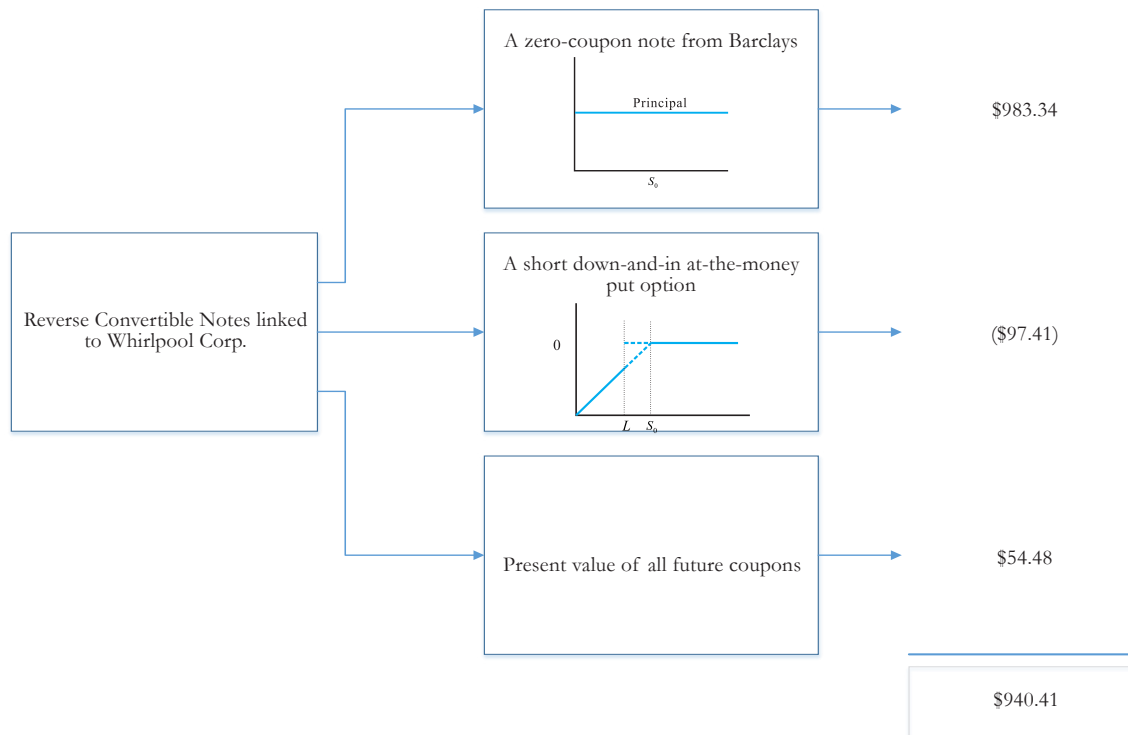 A zero-coupon note from Barclays
Principal
S₀
$983.34
Reverse Convertible Notes linked
to Whirlpool Corp.
A short down-and-in at-the-money
put option
0
L S₀
($97.41)
Present value of all future coupons
$54.48
$940.41